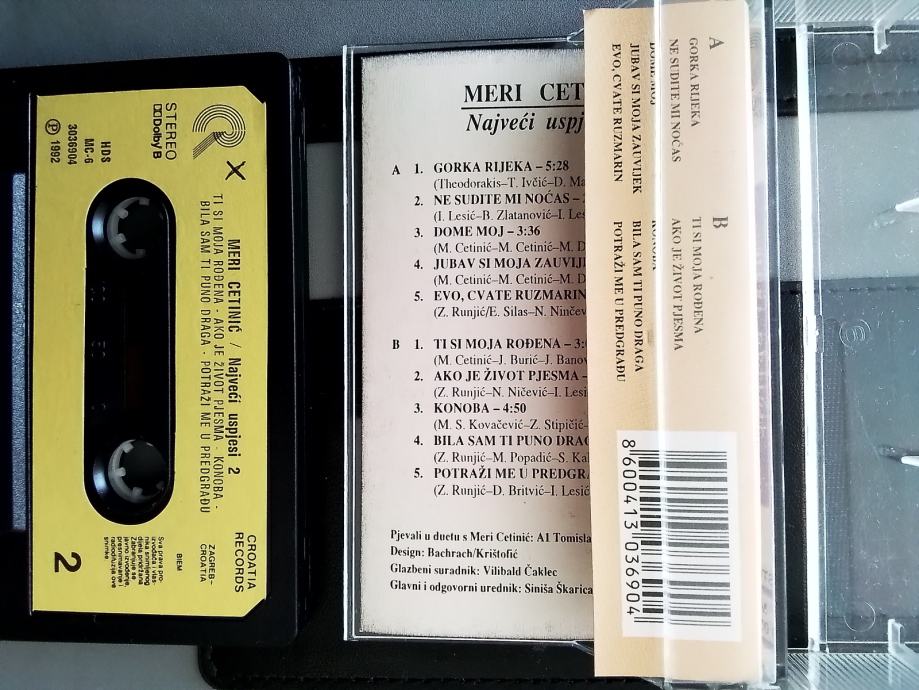 STEREO
DD Dolby B
HDS
MC-6
3036904
Ⓟ 1992
MERI CETINIĆ / Najveći uspjesi 2
TI SI MOJA ROĐENA · AKO JE ŽIVOT PJESMA · KONOBA ·
BILA SAM TI PUNO DRAGA · POTRAŽI ME U PREDGRAĐU
CROATIA
RECORDS
ZAGREB–
CROATIA
BIEM
2
MERI CET
Najveći uspj
A 1. GORKA RIJEKA – 5:28
(Theodorakis–T. Ivčić–D. Ma
2. NE SUDITE MI NOĆAS –
(I. Lesić–B. Zlatanović–I. Les
3. DOME MOJ – 3:36
(M. Cetinić–M. Cetinić–M. D
4. JUBAV SI MOJA ZAUVIJE
(M. Cetinić–M. Cetinić–M. D
5. EVO, CVATE RUZMARIN
(Z. Runjić/E. Silas–N. Ninčev
B 1. TI SI MOJA ROĐENA – 3:
(M. Cetinić–J. Burić–J. Banov
2. AKO JE ŽIVOT PJESMA –
(Z. Runjić–N. Ničević–I. Lesi
3. KONOBA – 4:50
(M. S. Kovačević–Z. Stipičić–
4. BILA SAM TI PUNO DRAG
(Z. Runjić–M. Popadić–S. Ka
5. POTRAŽI ME U PREDGRA
(Z. Runjić–D. Britvić–I. Lesić
Pjevali u duetu s Meri Cetinić: A1 Tomisla
Design: Bachrach/Krištofić
Glazbeni suradnik: Vilibald Čaklec
Glavni i odgovorni urednik: Siniša Škarica
A
GORKA RIJEKA
NE SUDITE MI NOĆAS
DOME MOJ
JUBAV SI MOJA ZAUVIJEK
EVO, CVATE RUZMARIN
B
TI SI MOJA ROĐENA
AKO JE ŽIVOT PJESMA
KONOBA
BILA SAM TI PUNO DRAGA
POTRAŽI ME U PREDGRAĐU
8 600413 036904